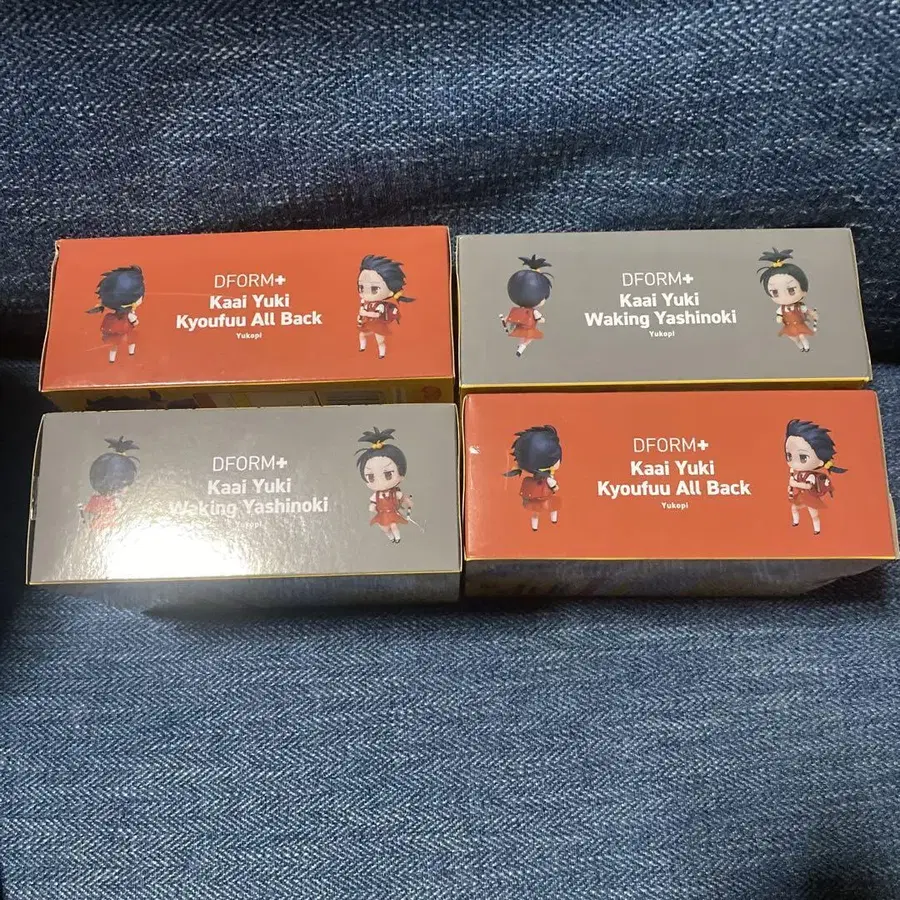 DFORM+
Kaai Yuki
Kyoufuu All Back
Yukopi
DFORM+
Kaai Yuki
Waking Yashinoki
Yukopi
DFORM+
Kaai Yuki
Waking Yashinoki
Yukopi
DFORM+
Kaai Yuki
Kyoufuu All Back
Yukopi